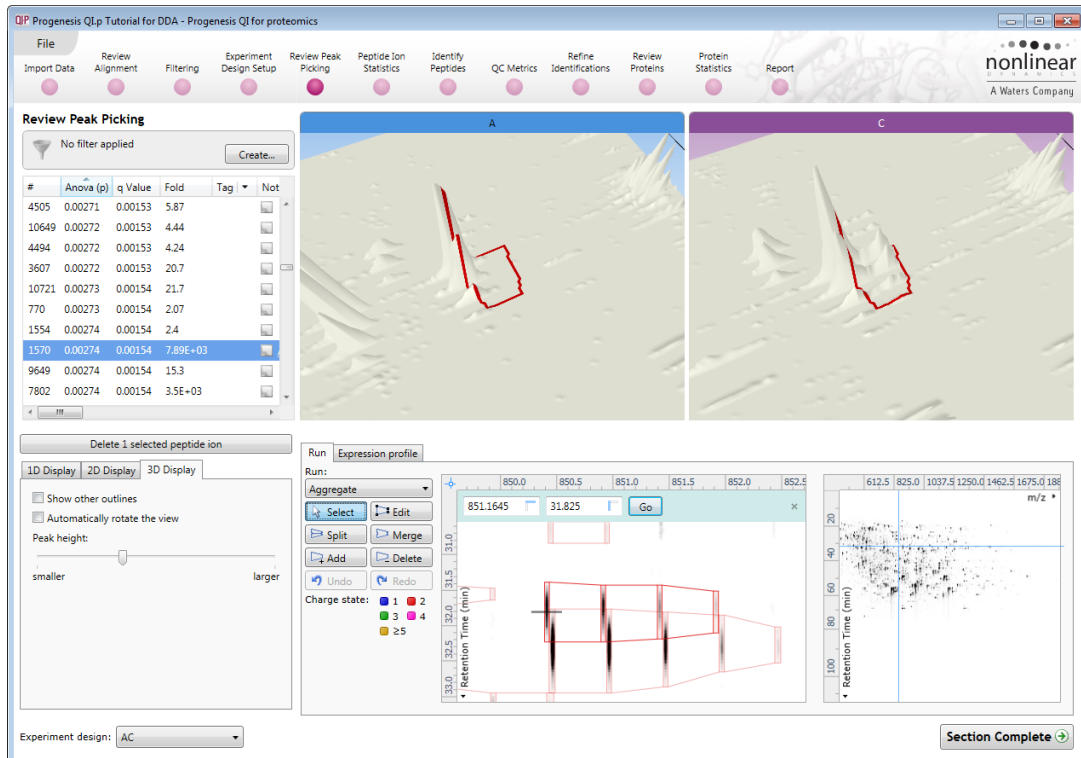 QIP Progenesis QI.p Tutorial for DDA - Progenesis QI for proteomics
File
Import Data
Review Alignment
Filtering
Experiment Design Setup
Review Peak Picking
Peptide Ion Statistics
Identify Peptides
QC Metrics
Refine Identifications
Review Proteins
Protein Statistics
Report
nonlinear
DYNAMICS
A Waters Company
Review Peak Picking
No filter applied
Create...
# Anova (p) q Value Fold Tag Not
4505 0.00271 0.00153 5.87
10649 0.00272 0.00153 4.44
4494 0.00272 0.00153 4.24
3607 0.00272 0.00153 20.7
10721 0.00273 0.00154 21.7
770 0.00273 0.00154 2.07
1554 0.00274 0.00154 2.4
1570 0.00274 0.00154 7.89E+03
9649 0.00274 0.00154 15.3
7802 0.00274 0.00154 3.5E+03
A
C
Delete 1 selected peptide ion
1D Display 2D Display 3D Display
Show other outlines
Automatically rotate the view
Peak height:
smaller larger
Run Expression profile
Run:
Aggregate
Select Edit
Split Merge
Add Delete
Undo Redo
Charge state: 1 2
3 4
≥5
850.0 850.5 851.0 851.5 852.0 852.5
851.1645 31.825 Go
31.0
31.5
32.0
32.5
33.0
Retention Time (min)
612.5 825.0 1037.5 1250.0 1462.5 1675.0 188
m/z
20
40
60
80
100
Retention Time (min)
Experiment design: AC
Section Complete